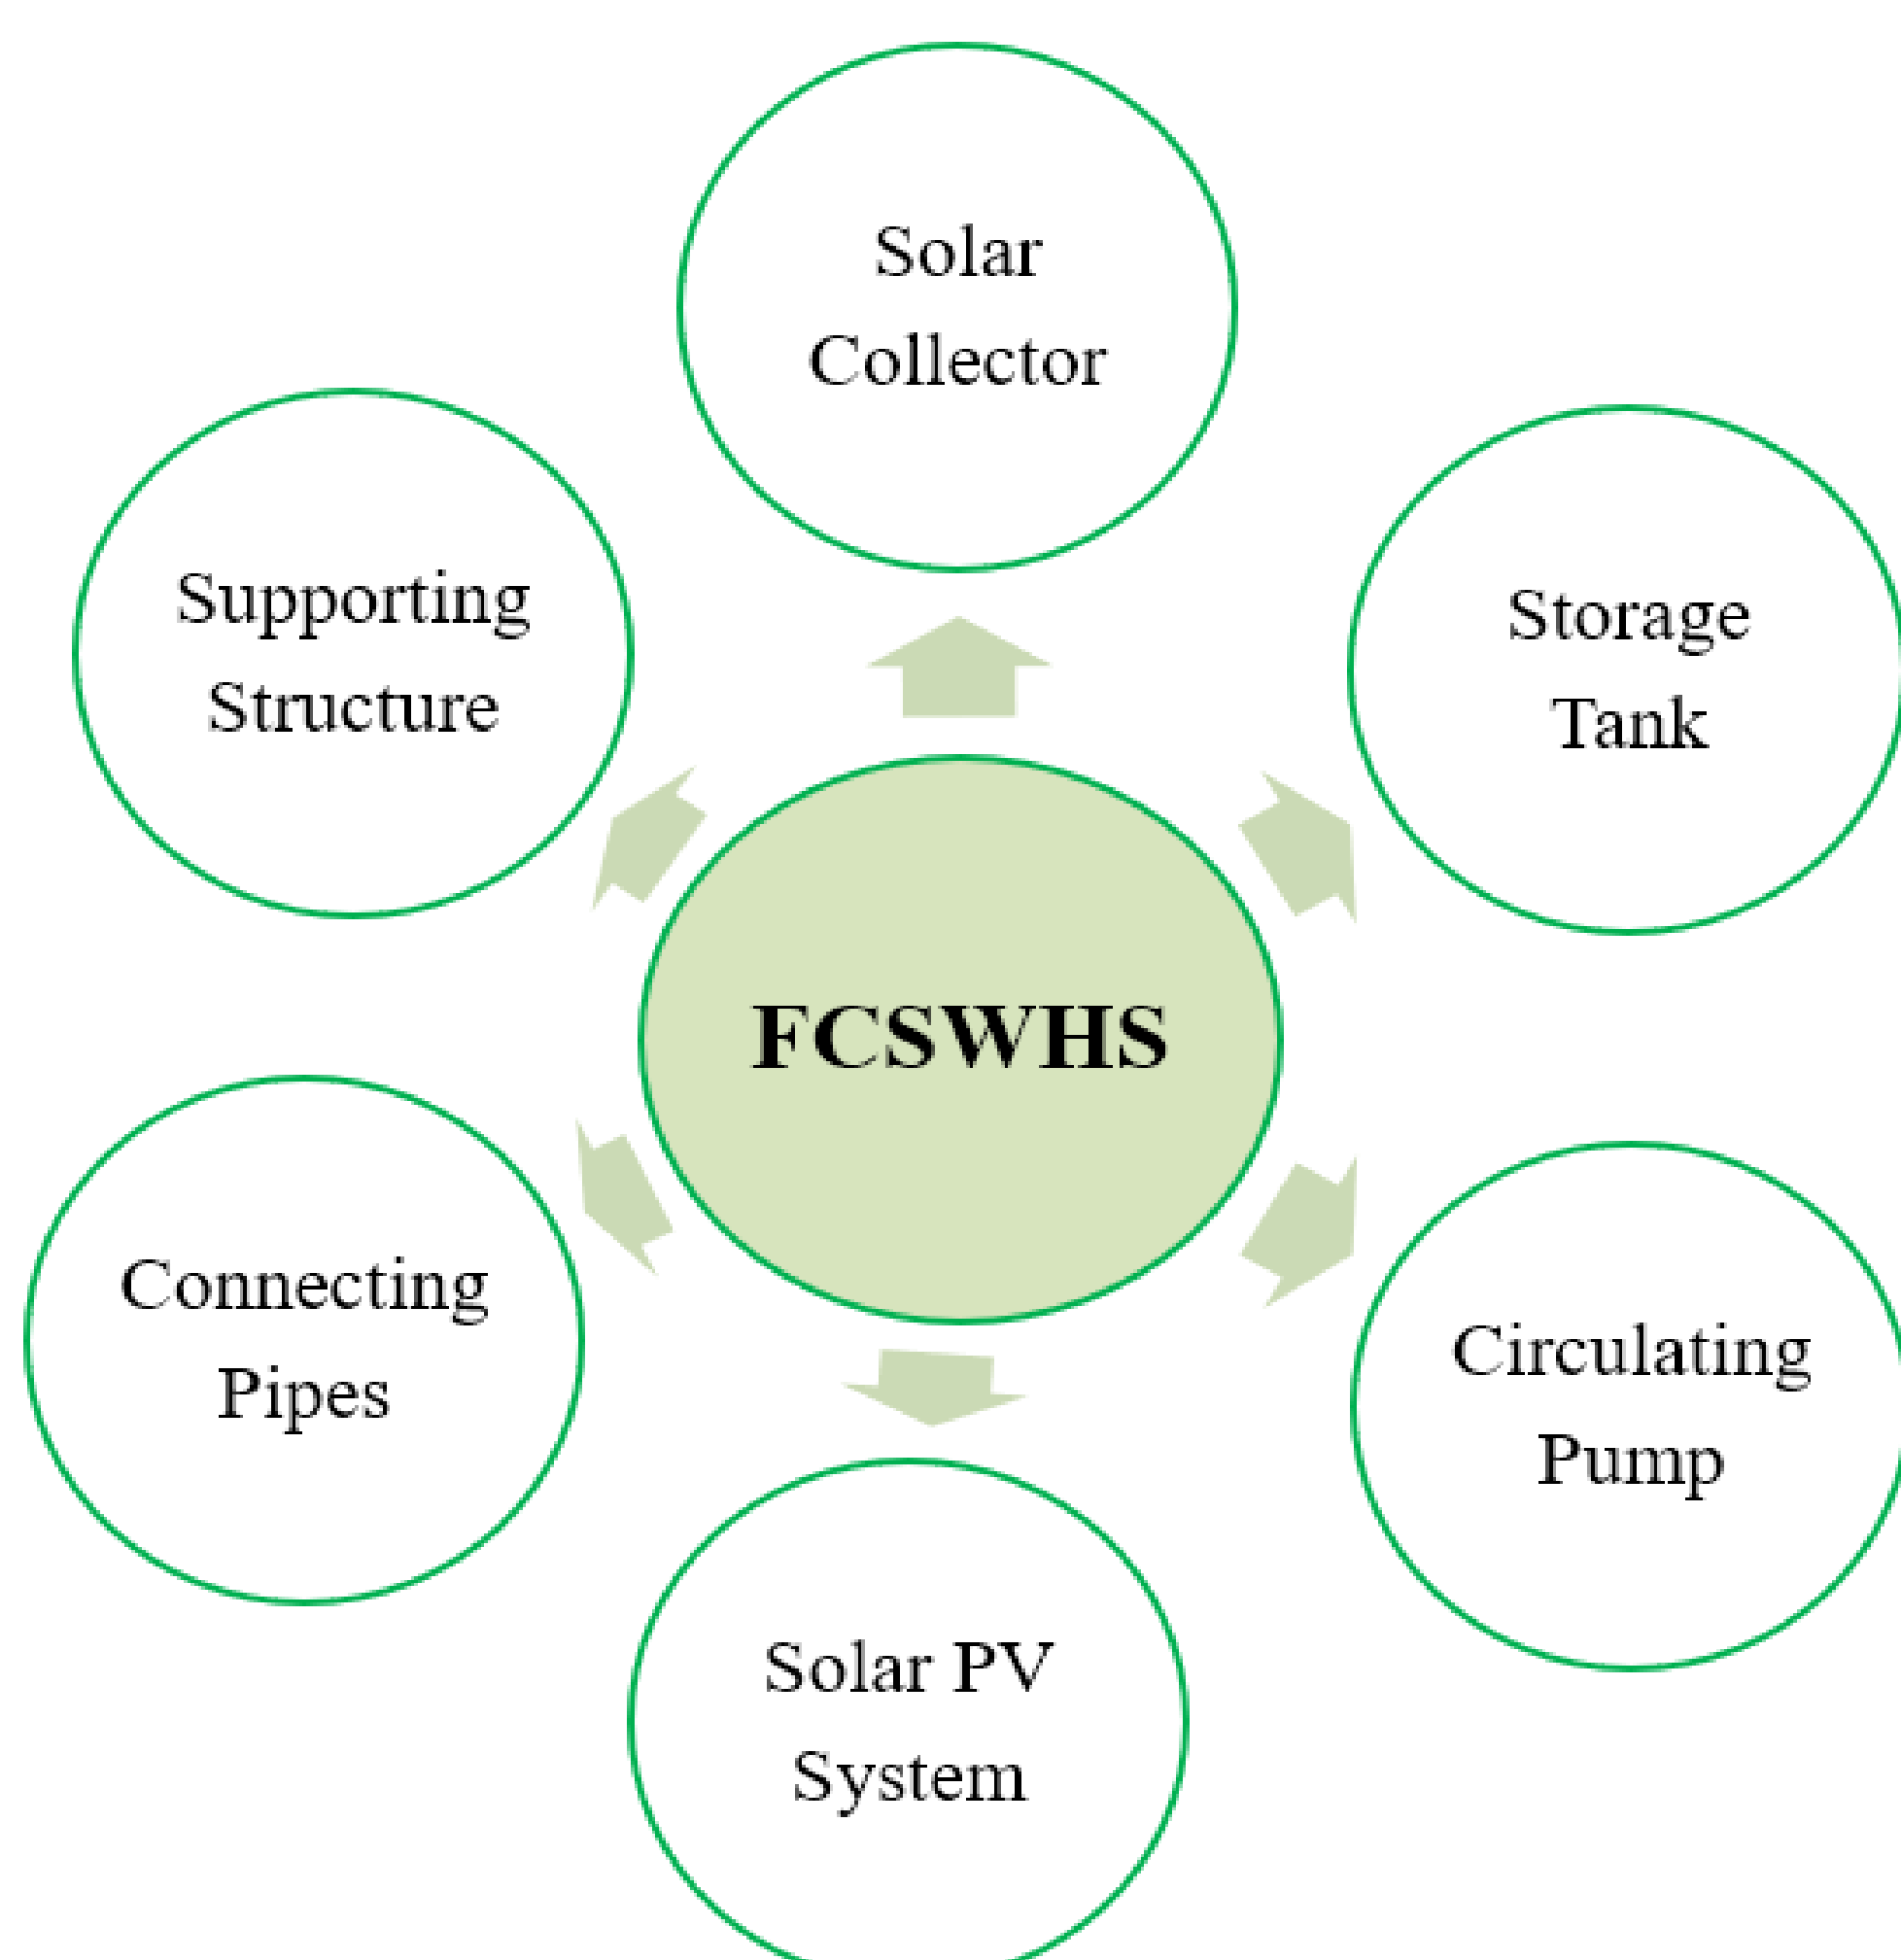 Solar
Collector
Supporting
Structure
Storage
Tank
FCSWHS
Connecting
Pipes
Circulating
Pump
Solar PV
System